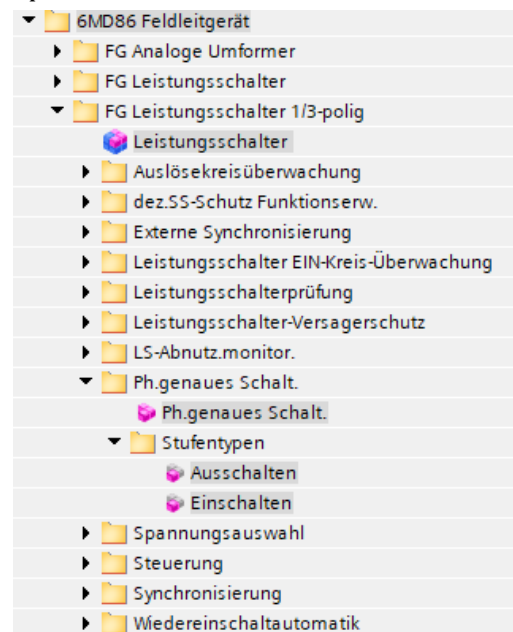 6MD86 Feldleitgerät
FG Analoge Umformer
FG Leistungsschalter
FG Leistungsschalter 1/3-polig
Leistungsschalter
Auslösekreisüberwachung
dez.SS-Schutz Funktionserw.
Externe Synchronisierung
Leistungsschalter EIN-Kreis-Überwachung
Leistungsschalterprüfung
Leistungsschalter-Versagerschutz
LS-Abnutz.monitor.
Ph.genaues Schalt.
Ph.genaues Schalt.
Stufentypen
Ausschalten
Einschalten
Spannungsauswahl
Steuerung
Synchronisierung
Wiedereinschaltautomatik